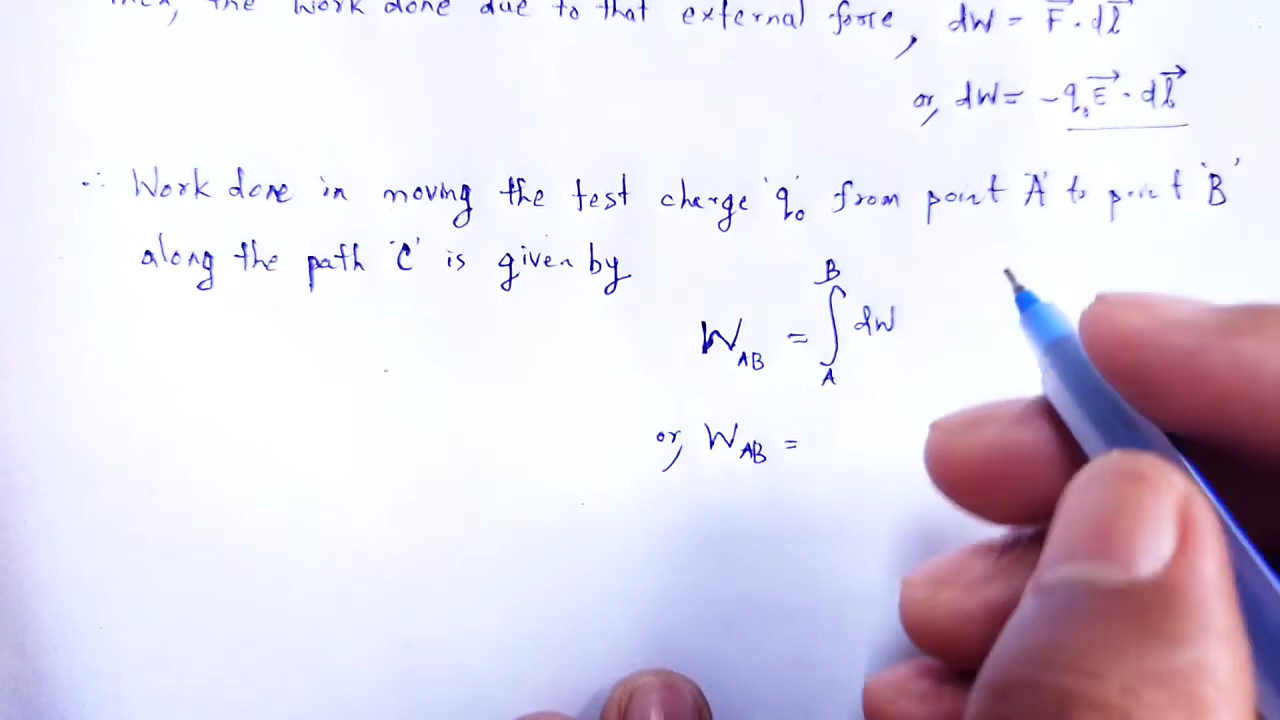 the work done due to that external force, dW = F⃗ · dl⃗
or, dW = -q₀E⃗ · dl⃗
∴ Work done in moving the test charge 'q₀' from point 'A' to point 'B'
along the path 'C' is given by
W_AB = ∫_A^B dW
or, W_AB =